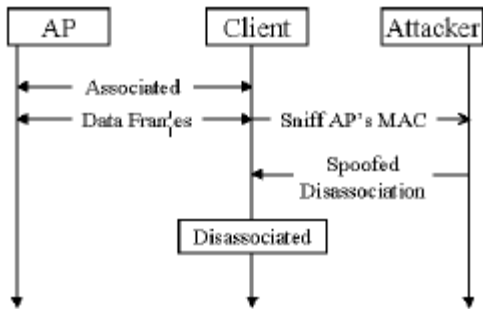 AP Client Attacker
Associated
Data Frames Sniff AP's MAC
Spoofed
Disassociation
Disassociated